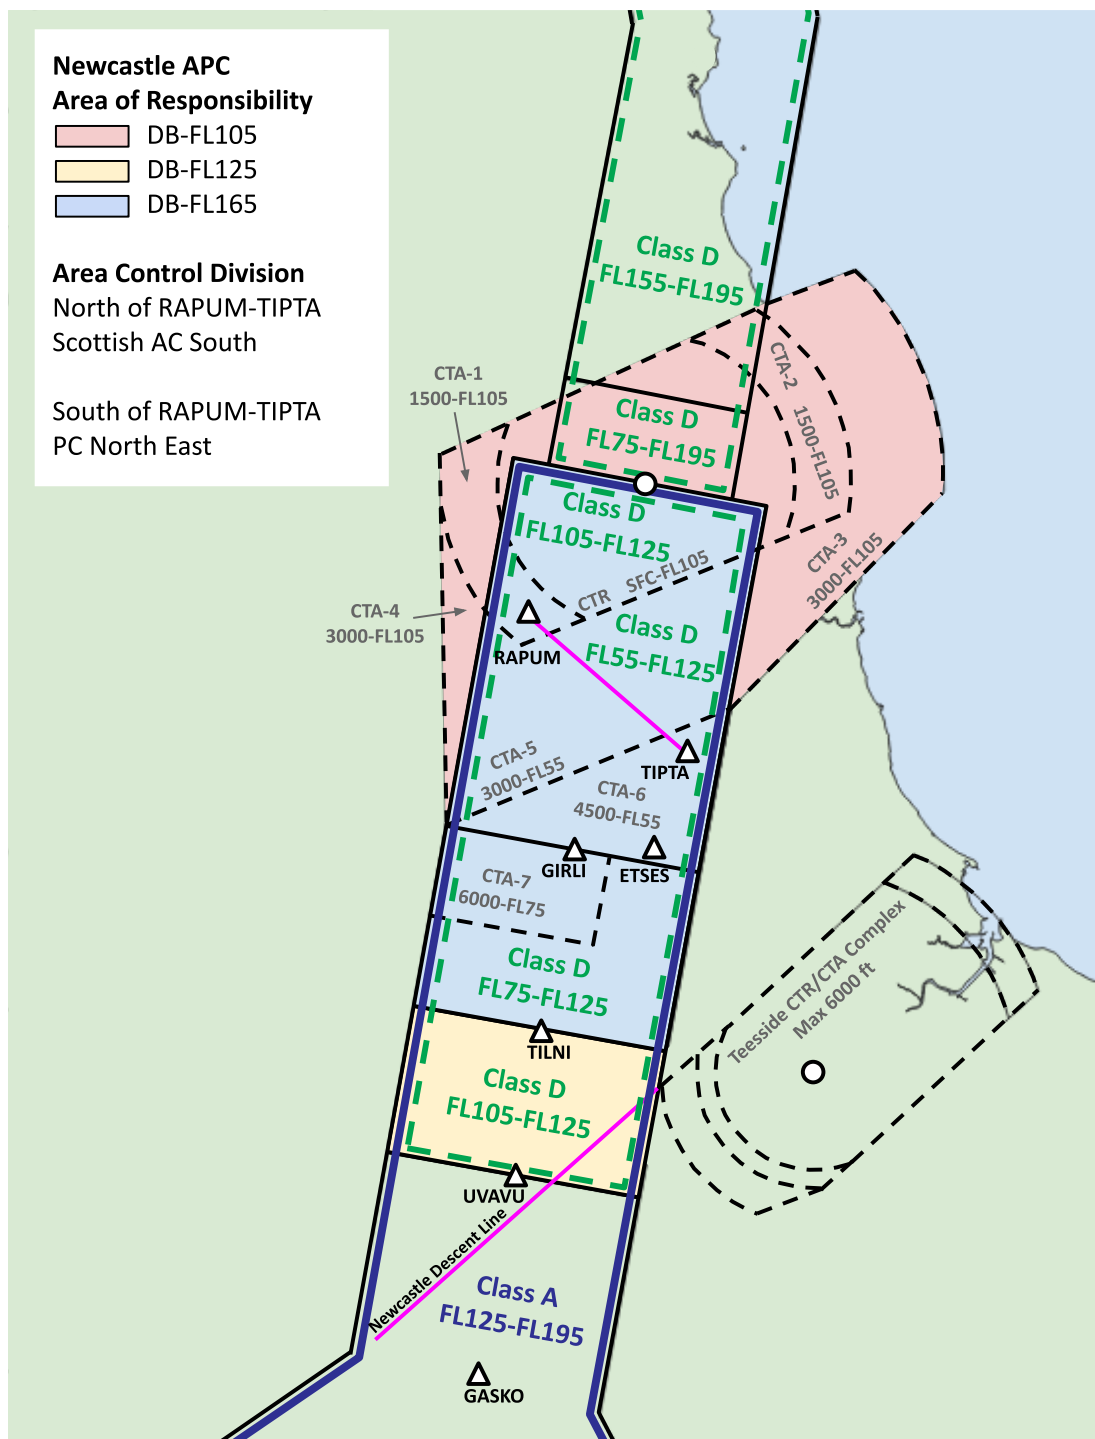 Newcastle APC
Area of Responsibility
DB-FL105
DB-FL125
DB-FL165
Area Control Division
North of RAPUM-TIPTA
Scottish AC South
South of RAPUM-TIPTA
PC North East
Class D
FL155-FL195
CTA-1
1500-FL105
CTA-2 1500-FL105
Class D
FL75-FL195
Class D
FL105-FL125
CTA-3
3000-FL105
CTR SFC-FL105
CTA-4
3000-FL105
Class D
FL55-FL125
RAPUM
TIPTA
CTA-5
3000-FL55
CTA-6
4500-FL55
GIRLI
ETSES
CTA-7
6000-FL75
Class D
FL75-FL125
Teesside CTR/CTA Complex
Max 6000 ft
TILNI
Class D
FL105-FL125
UVAVU
Newcastle Descent Line
Class A
FL125-FL195
GASKO